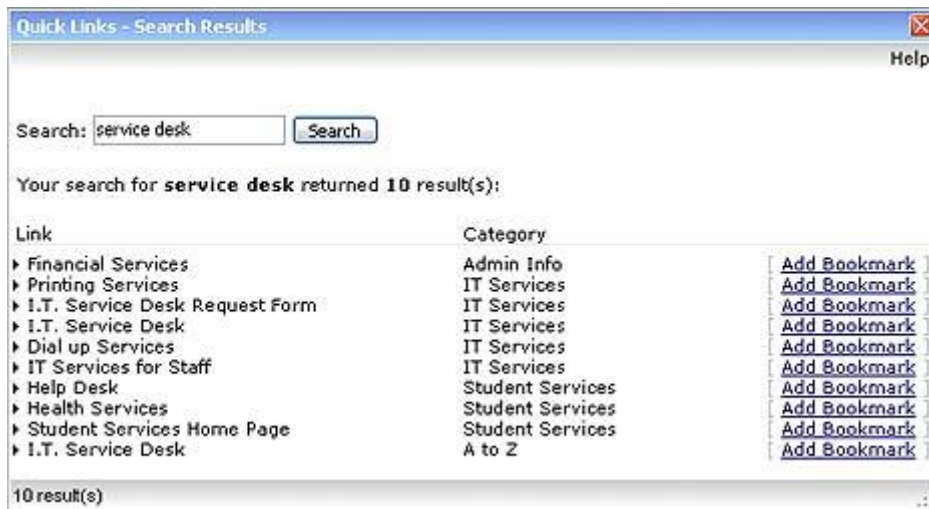 Quick Links - Search Results
Help
Search: service desk Search
Your search for service desk returned 10 result(s):
Link Category
Financial Services Admin Info [ Add Bookmark ]
Printing Services IT Services [ Add Bookmark ]
I.T. Service Desk Request Form IT Services [ Add Bookmark ]
I.T. Service Desk IT Services [ Add Bookmark ]
Dial up Services IT Services [ Add Bookmark ]
IT Services for Staff IT Services [ Add Bookmark ]
Help Desk Student Services [ Add Bookmark ]
Health Services Student Services [ Add Bookmark ]
Student Services Home Page Student Services [ Add Bookmark ]
I.T. Service Desk A to Z [ Add Bookmark ]
10 result(s)